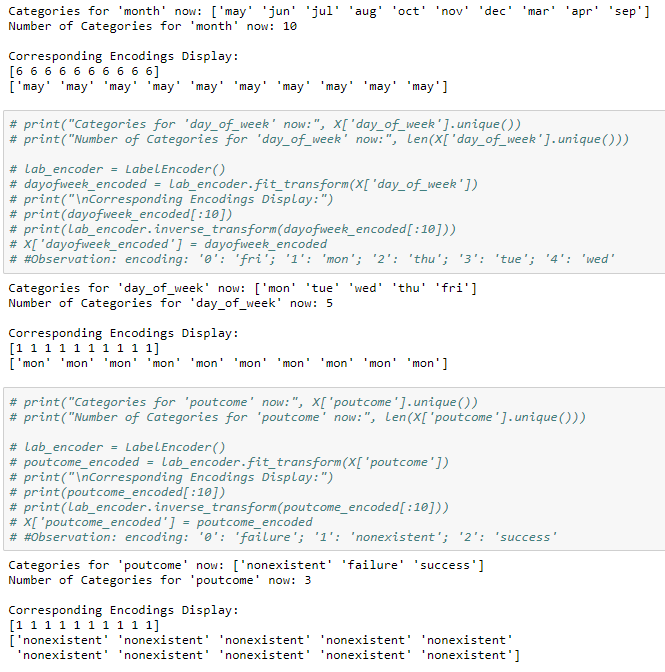 Categories for 'month' now: ['may' 'jun' 'jul' 'aug' 'oct' 'nov' 'dec' 'mar' 'apr' 'sep']
Number of Categories for 'month' now: 10
Corresponding Encodings Display:
[6 6 6 6 6 6 6 6 6 6]
['may' 'may' 'may' 'may' 'may' 'may' 'may' 'may' 'may' 'may']
# print("Categories for 'day_of_week' now:", X['day_of_week'].unique())
# print("Number of Categories for 'day_of_week' now:", len(X['day_of_week'].unique()))
# lab_encoder = LabelEncoder()
# dayofweek_encoded = lab_encoder.fit_transform(X['day_of_week'])
# print("\nCorresponding Encodings Display:")
# print(dayofweek_encoded[:10])
# print(lab_encoder.inverse_transform(dayofweek_encoded[:10]))
# X['dayofweek_encoded'] = dayofweek_encoded
# #Observation: encoding: '0': 'fri'; '1': 'mon'; '2': 'thu'; '3': 'tue'; '4': 'wed'
Categories for 'day_of_week' now: ['mon' 'tue' 'wed' 'thu' 'fri']
Number of Categories for 'day_of_week' now: 5
Corresponding Encodings Display:
[1 1 1 1 1 1 1 1 1 1]
['mon' 'mon' 'mon' 'mon' 'mon' 'mon' 'mon' 'mon' 'mon' 'mon']
# print("Categories for 'poutcome' now:", X['poutcome'].unique())
# print("Number of Categories for 'poutcome' now:", len(X['poutcome'].unique()))
# lab_encoder = LabelEncoder()
# poutcome_encoded = lab_encoder.fit_transform(X['poutcome'])
# print("\nCorresponding Encodings Display:")
# print(poutcome_encoded[:10])
# print(lab_encoder.inverse_transform(poutcome_encoded[:10]))
# X['poutcome_encoded'] = poutcome_encoded
# #Observation: encoding: '0': 'failure'; '1': 'nonexistent'; '2': 'success'
Categories for 'poutcome' now: ['nonexistent' 'failure' 'success']
Number of Categories for 'poutcome' now: 3
Corresponding Encodings Display:
[1 1 1 1 1 1 1 1 1 1]
['nonexistent' 'nonexistent' 'nonexistent' 'nonexistent' 'nonexistent'
'nonexistent' 'nonexistent' 'nonexistent' 'nonexistent' 'nonexistent']